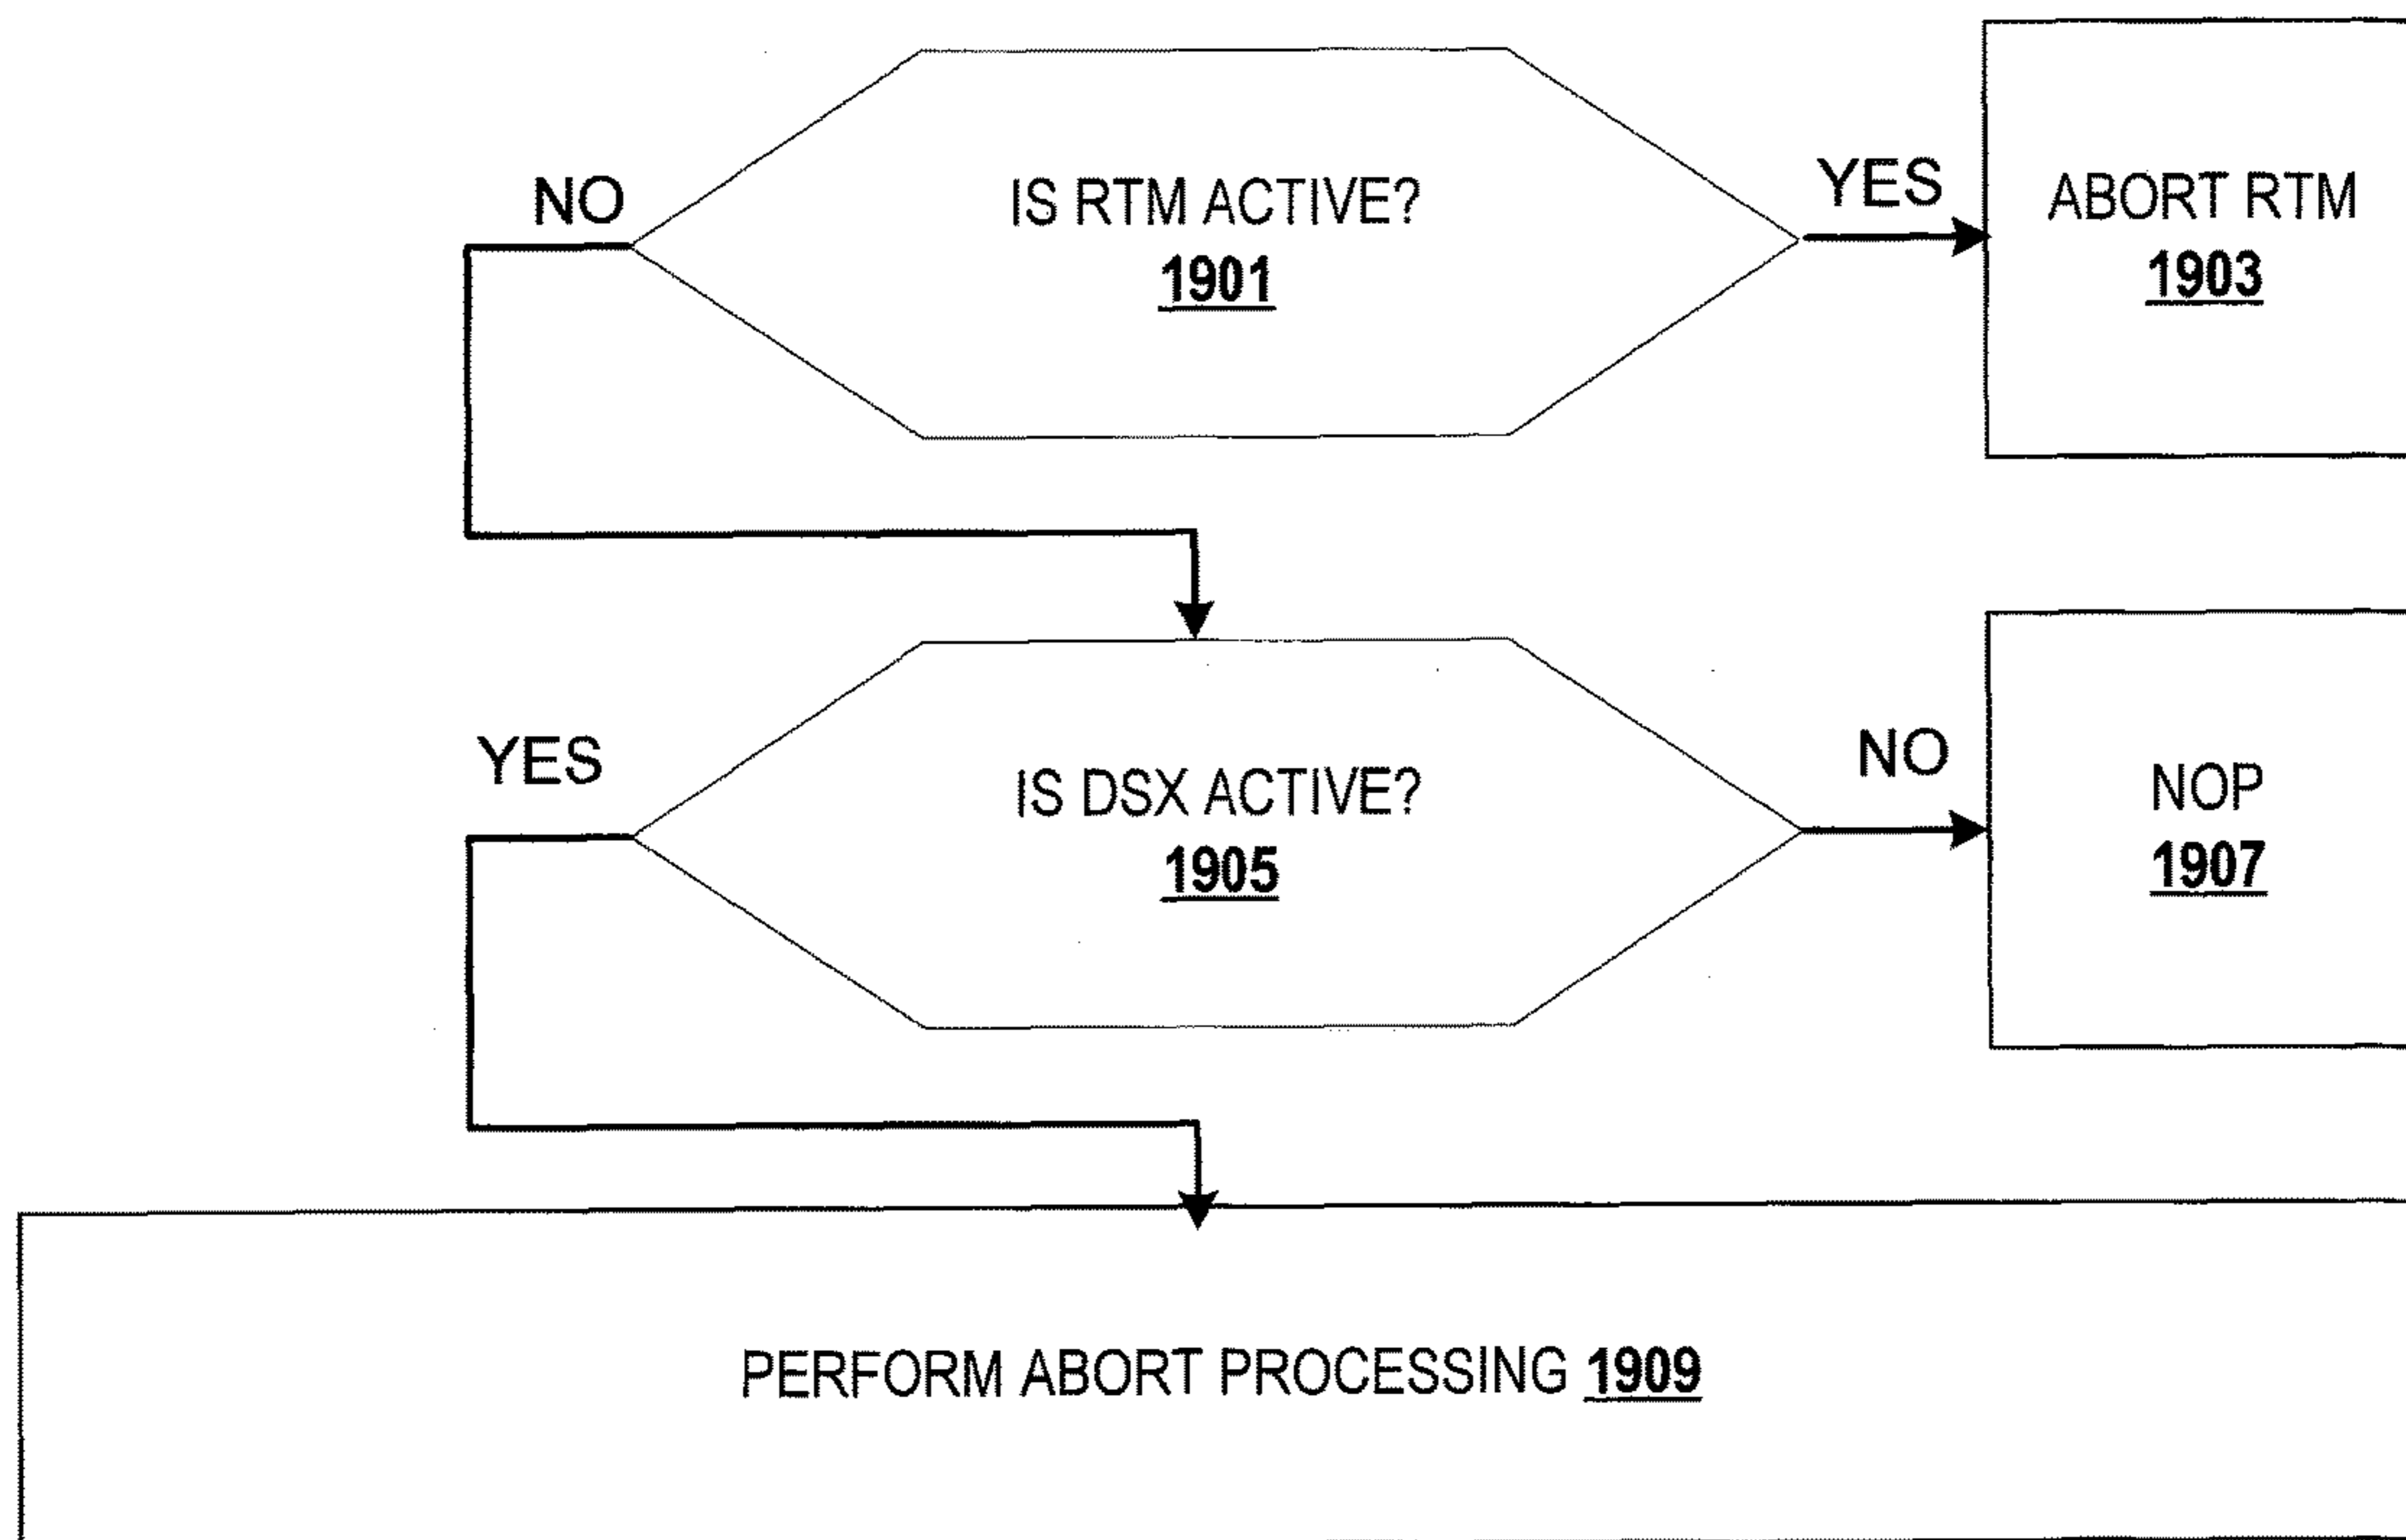 NO
IS RTM ACTIVE?
1901
YES
ABORT RTM
1903
YES
IS DSX ACTIVE?
1905
NO
NOP
1907
PERFORM ABORT PROCESSING 1909